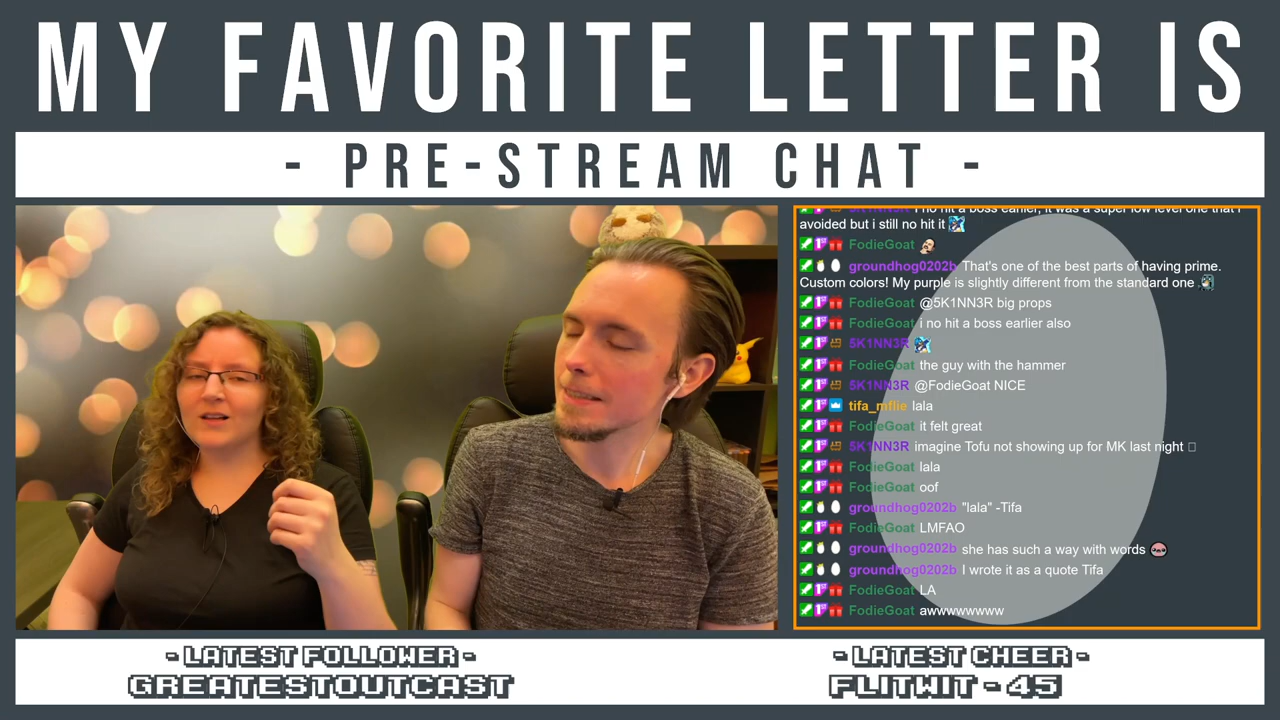 MY FAVORITE LETTER IS
- PRE-STREAM CHAT -
avoided but i still no hit it
FodieGoat
groundhog0202b That's one of the best parts of having prime.
Custom colors! My purple is slightly different from the standard one
FodieGoat @5K1NN3R big props
FodieGoat i no hit a boss earlier also
5K1NN3R
FodieGoat the guy with the hammer
5K1NN3R @FodieGoat NICE
tifa_mflie lala
FodieGoat it felt great
5K1NN3R imagine Tofu not showing up for MK last night
FodieGoat lala
FodieGoat oof
groundhog0202b "lala" -Tifa
FodieGoat LMFAO
groundhog0202b she has such a way with words
groundhog0202b I wrote it as a quote Tifa
FodieGoat LA
FodieGoat awwwwwwww
- LATEST FOLLOWER -
GREATESTOUTCAST
- LATEST CHEER -
FLITWIT - 45